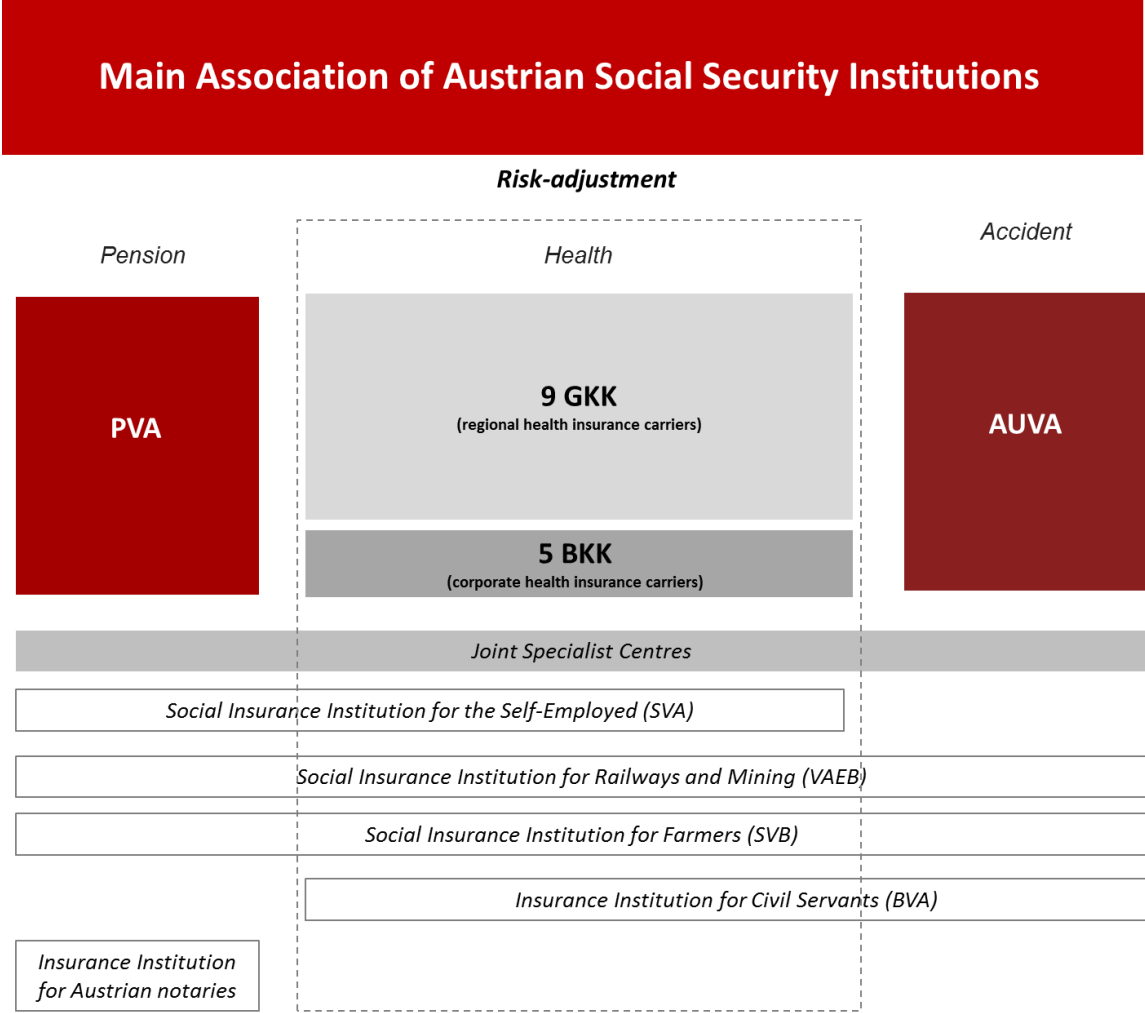 Main Association of Austrian Social Security Institutions
Risk-adjustment
Pension
Health
Accident
PVA
9 GKK
(regional health insurance carriers)
AUVA
5 BKK
(corporate health insurance carriers)
Joint Specialist Centres
Social Insurance Institution for the Self-Employed (SVA)
Social Insurance Institution for Railways and Mining (VAEB)
Social Insurance Institution for Farmers (SVB)
Insurance Institution for Civil Servants (BVA)
Insurance Institution
for Austrian notaries